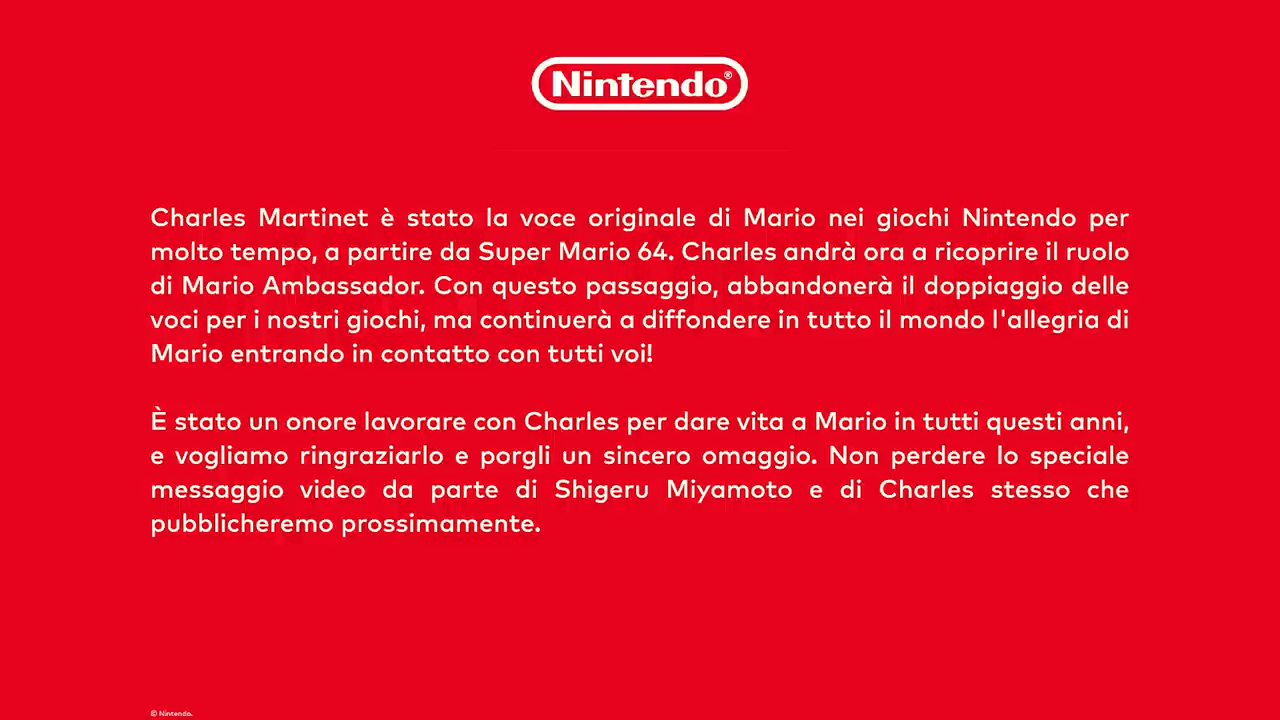 Nintendo®
Charles Martinet è stato la voce originale di Mario nei giochi Nintendo per
molto tempo, a partire da Super Mario 64. Charles andrà ora a ricoprire il ruolo
di Mario Ambassador. Con questo passaggio, abbandonerà il doppiaggio delle
voci per i nostri giochi, ma continuerà a diffondere in tutto il mondo l'allegria di
Mario entrando in contatto con tutti voi!
È stato un onore lavorare con Charles per dare vita a Mario in tutti questi anni,
e vogliamo ringraziarlo e porgli un sincero omaggio. Non perdere lo speciale
messaggio video da parte di Shigeru Miyamoto e di Charles stesso che
pubblicheremo prossimamente.
© Nintendo.